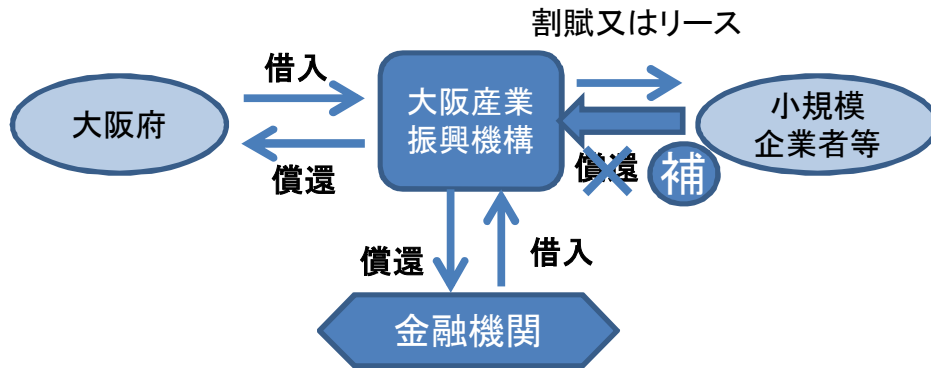 割賦又はリース
借入
大阪府
償還
大阪産業
振興機構
小規模
企業者等
償還
補
償還
借入
金融機関